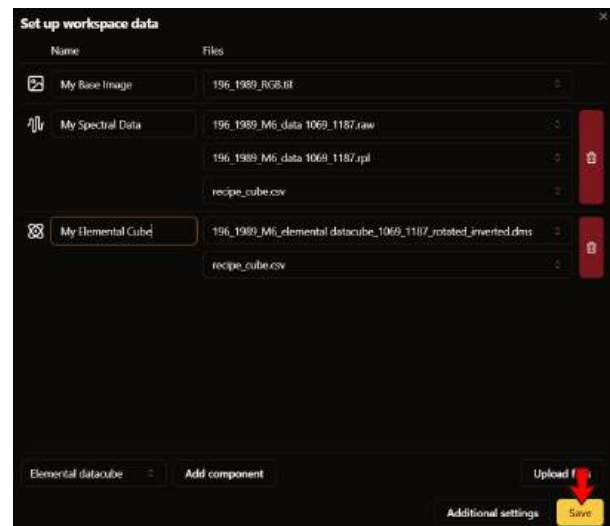 Set up workspace data
Name Files
My Base Image 196_1989_RGB.tif
My Spectral Data 196_1989_M6_data 1069_1187.raw
196_1989_M6_data 1069_1187.rpl
recipe_cube.csv
My Elemental Cube 196_1989_M6_elemental datacube_1069_1187_rotated_inverted.dms
recipe_cube.csv
Elemental datacube Add component Upload
Additional settings Save